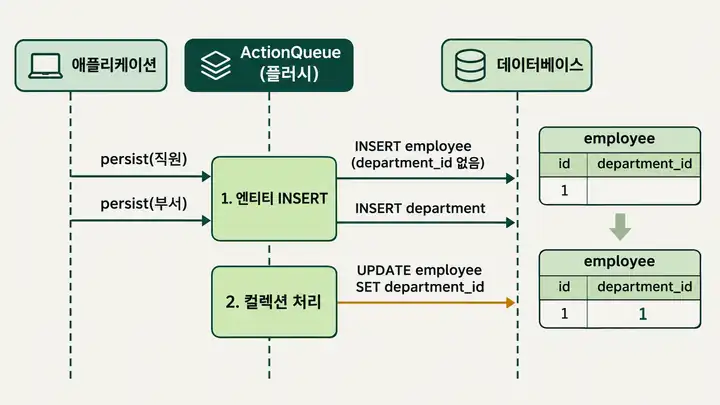 애플리케이션
ActionQueue
(플러시)
데이터베이스
persist(직원)
persist(부서)
1. 엔티티 INSERT
INSERT employee
(department_id 없음)
INSERT department
2. 컬렉션 처리
UPDATE employee
SET department_id
employee
id department_id
1
employee
id department_id
1 1